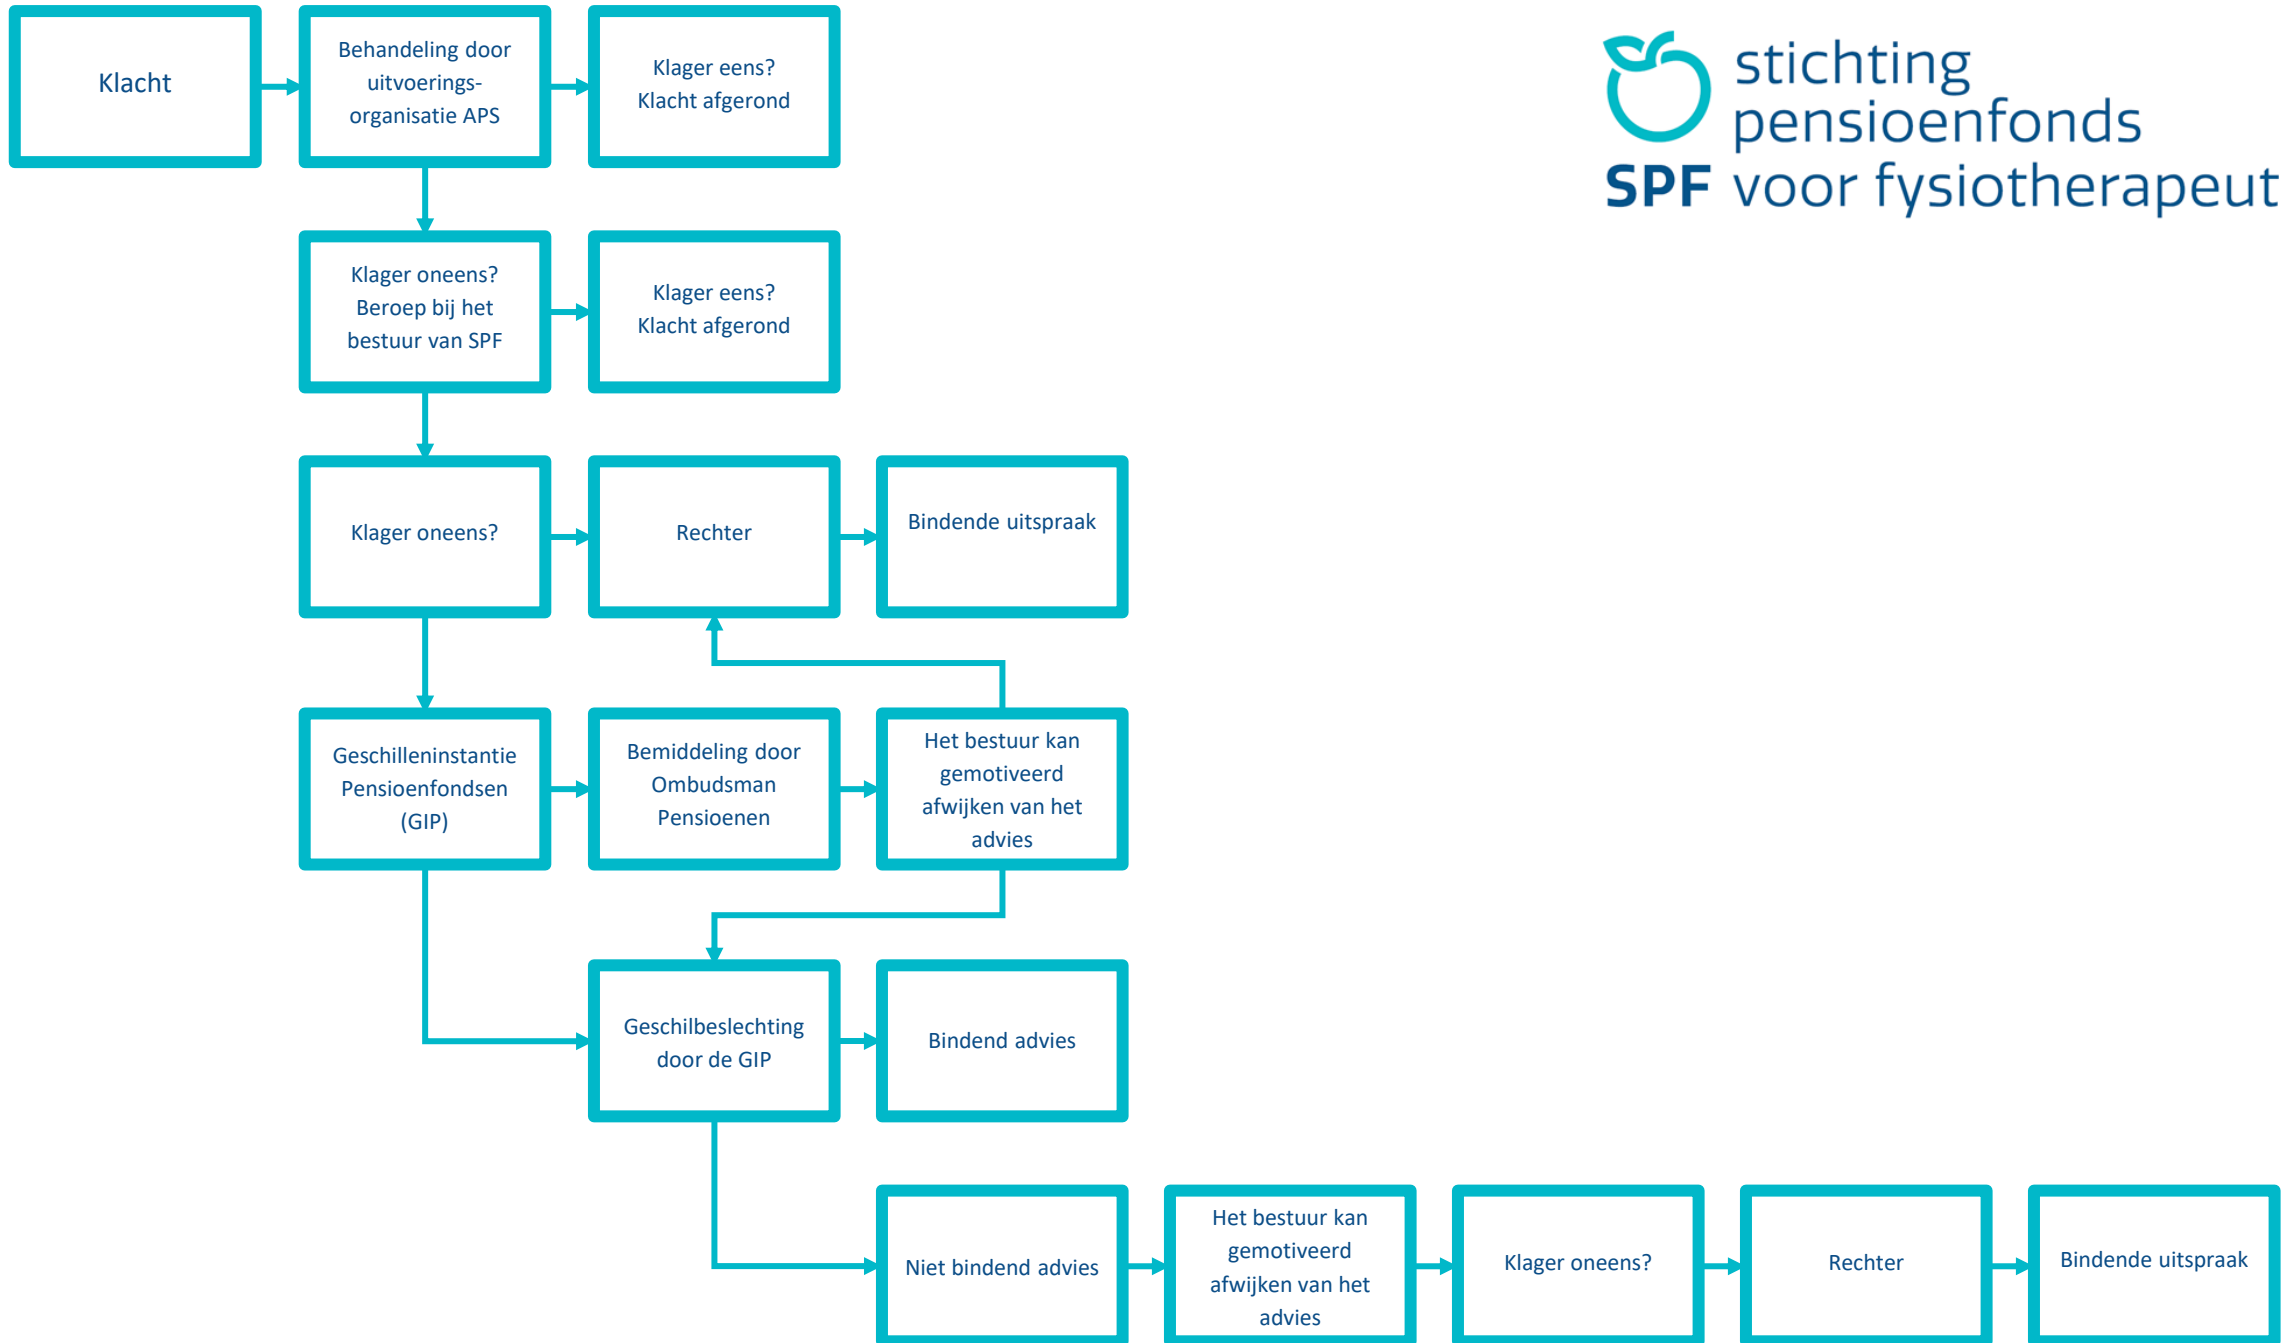 Klacht
Behandeling door
uitvoerings-
organisatie APS
Klager eens?
Klacht afgerond
stichting
pensioenfonds
SPF voor fysiotherapeut
Klager oneens?
Beroep bij het
bestuur van SPF
Klager eens?
Klacht afgerond
Klager oneens?
Rechter
Bindende uitspraak
Geschilleninstantie
Pensioenfondsen
(GIP)
Bemiddeling door
Ombudsman
Pensioenen
Het bestuur kan
gemotiveerd
afwijken van het
advies
Geschilbeslechting
door de GIP
Bindend advies
Niet bindend advies
Het bestuur kan
gemotiveerd
afwijken van het
advies
Klager oneens?
Rechter
Bindende uitspraak